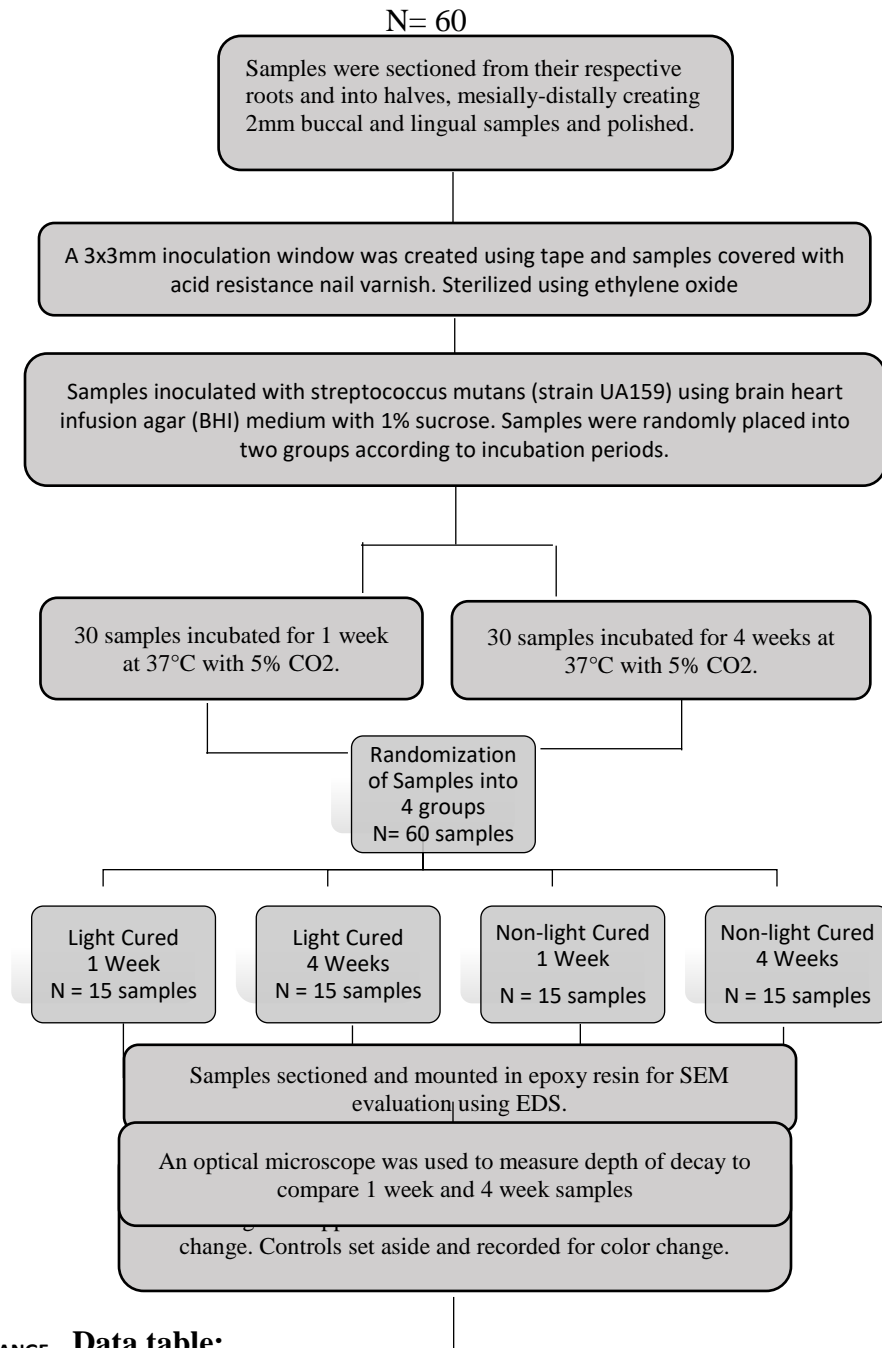 N= 60
Samples were sectioned from their respective
roots and into halves, mesially-distally creating
2mm buccal and lingual samples and polished.
A 3x3mm inoculation window was created using tape and samples covered with
acid resistance nail varnish. Sterilized using ethylene oxide
Samples inoculated with streptococcus mutans (strain UA159) using brain heart
infusion agar (BHI) medium with 1% sucrose. Samples were randomly placed into
two groups according to incubation periods.
30 samples incubated for 1 week
at 37°C with 5% CO2.
30 samples incubated for 4 weeks at
37°C with 5% CO2.
Randomization
of Samples into
4 groups
N= 60 samples
Light Cured
1 Week
N = 15 samples
Light Cured
4 Weeks
N = 15 samples
Non-light Cured
1 Week
N = 15 samples
Non-light Cured
4 Weeks
N = 15 samples
Samples sectioned and mounted in epoxy resin for SEM
evaluation using EDS.
An optical microscope was used to measure depth of decay to
compare 1 week and 4 week samples
change. Controls set aside and recorded for color change.
Data table: